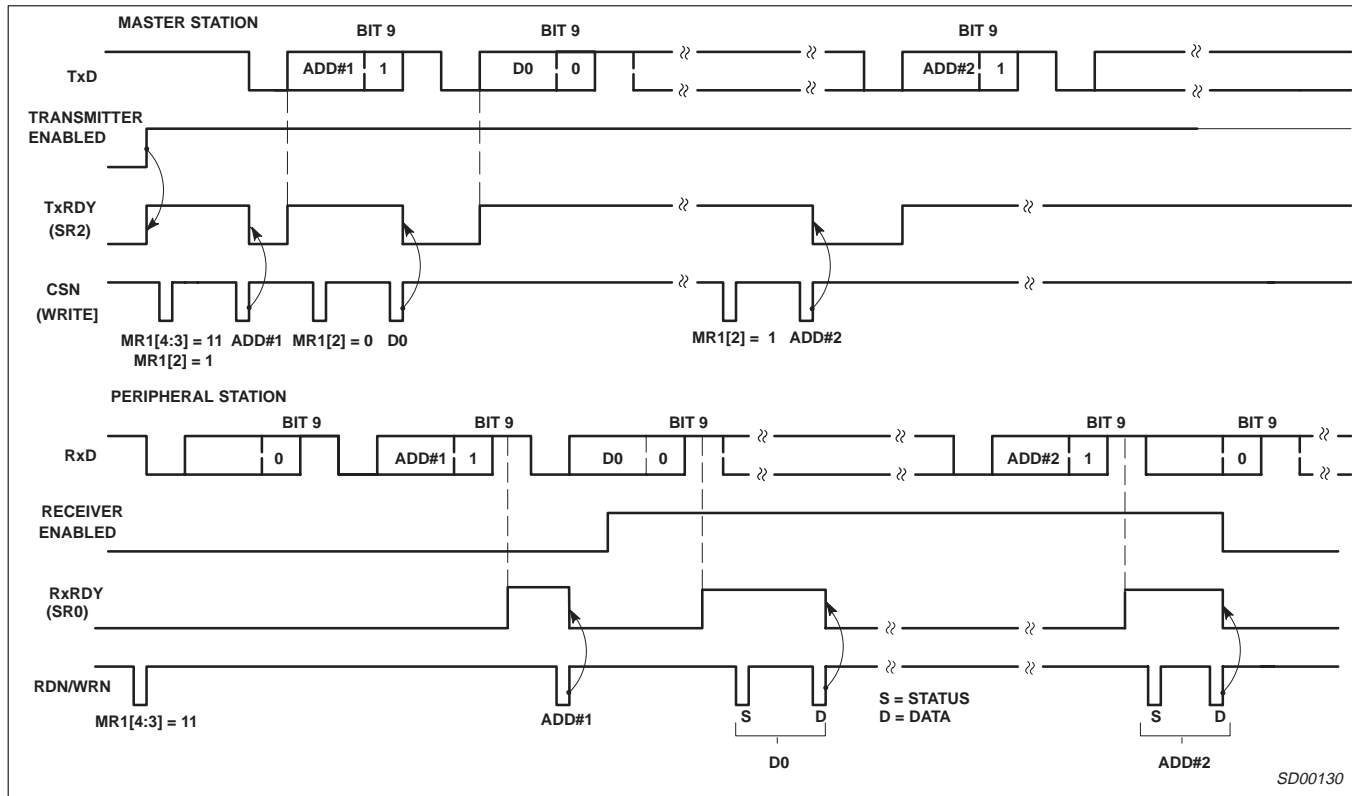 MASTER STATION
BIT 9 BIT 9 BIT 9
TxD ADD#1 1 D0 0 ADD#2 1
TRANSMITTER
ENABLED
TxRDY
(SR2)
CSN
(WRITE]
MR1[4:3] = 11 ADD#1 MR1[2] = 0 D0 MR1[2] = 1 ADD#2
MR1[2] = 1
PERIPHERAL STATION
BIT 9 BIT 9 BIT 9 BIT 9 BIT 9
RxD 0 ADD#1 1 D0 0 ADD#2 1 0
RECEIVER
ENABLED
RxRDY
(SR0)
RDN/WRN
MR1[4:3] = 11 ADD#1 S D S = STATUS S D
D = DATA
D0 ADD#2
SD00130